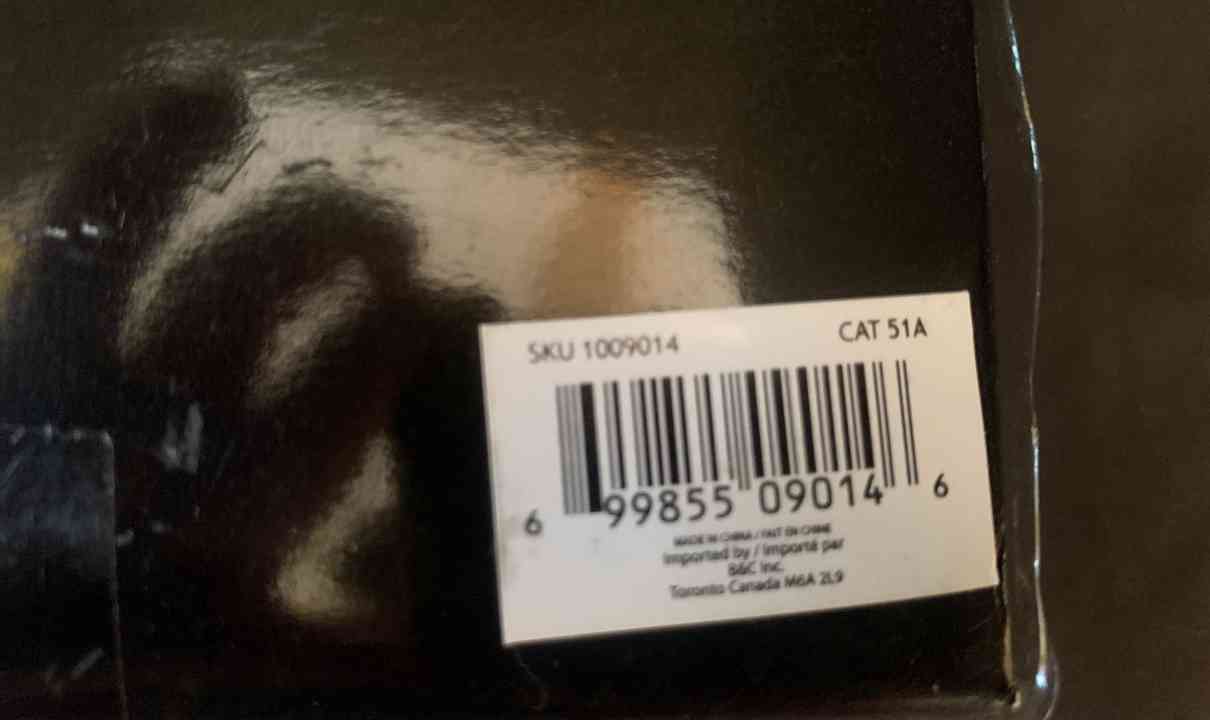 SKU 1009014 CAT 51A
6 99855 09014 6
MADE IN CHINA / FAIT EN CHINE
Imported by / Importé par
B&C Inc.
Toronto Canada M6A 2L9